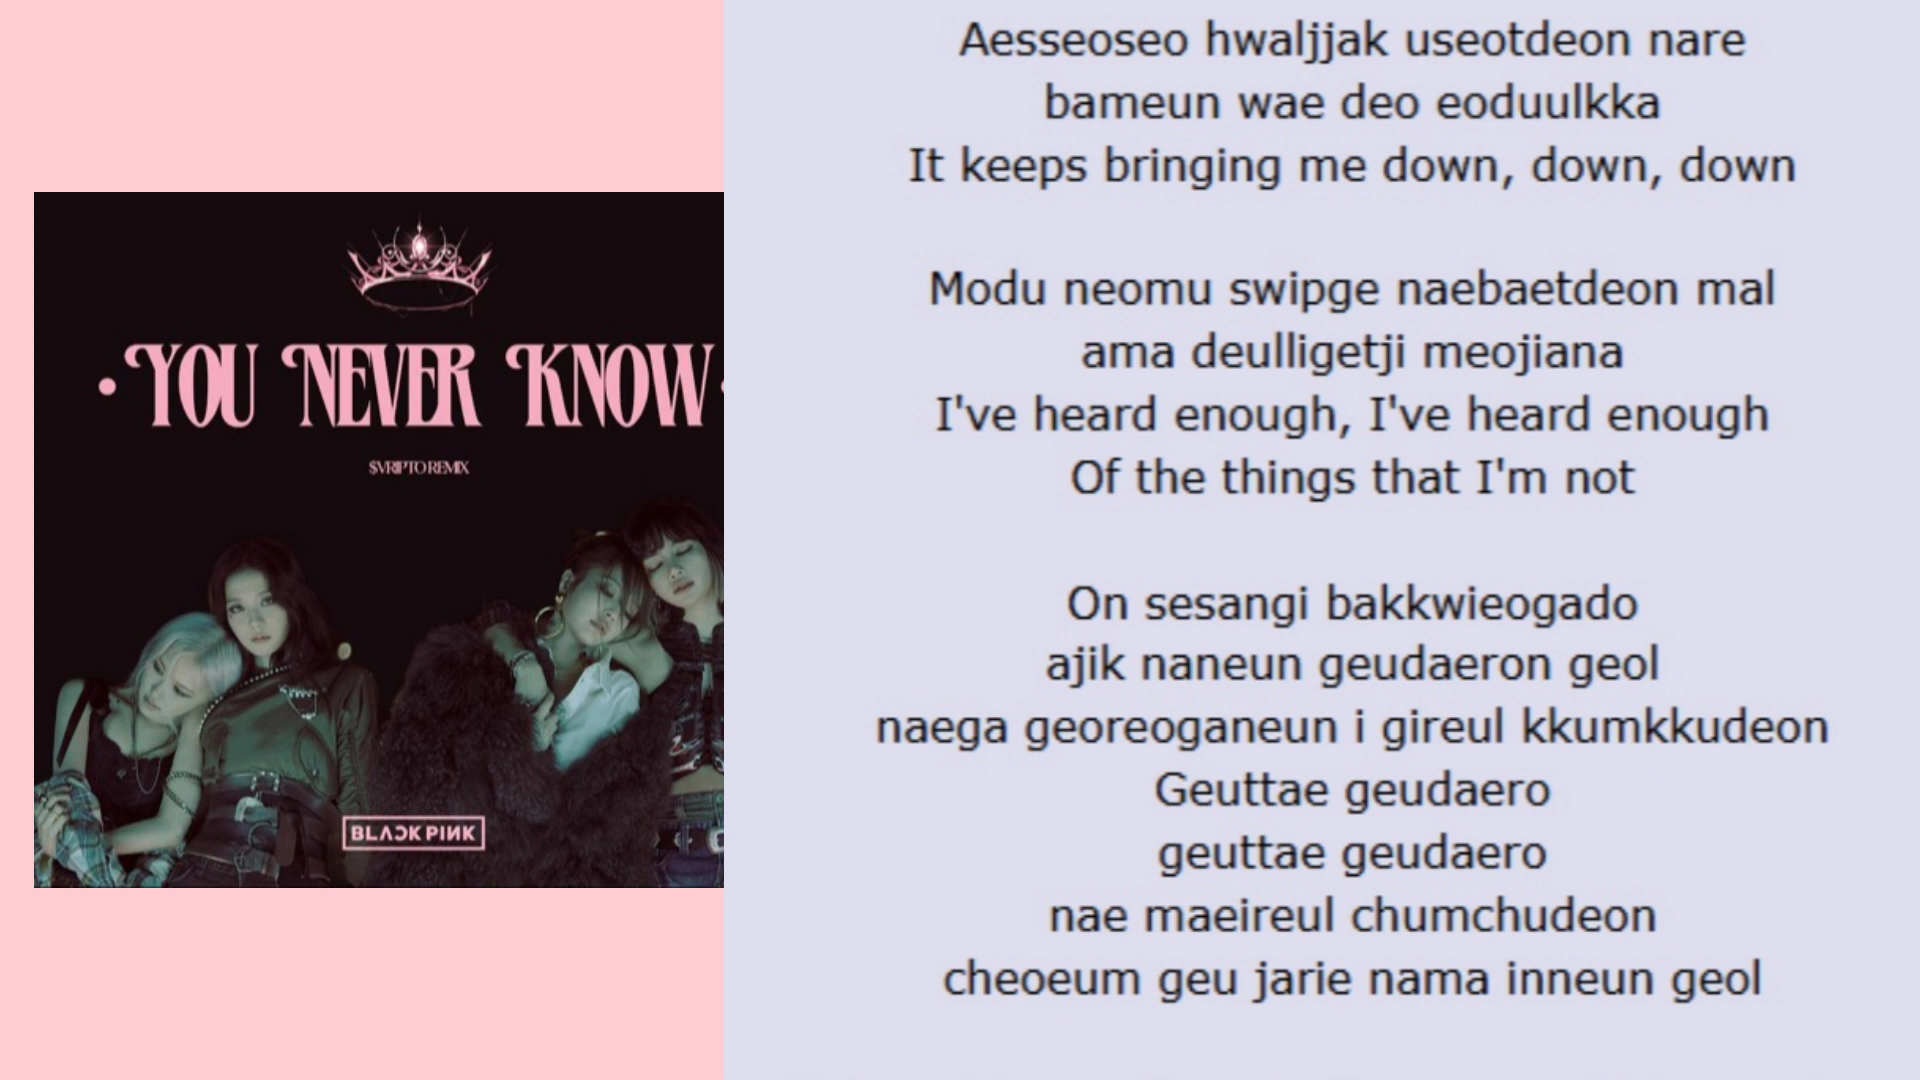 • YOU NEVER KNOW •
$VRIPTO REMIX
BLACKPINK
Aesseoseo hwaljjak useotdeon nare
bameun wae deo eoduulkka
It keeps bringing me down, down, down
Modu neomu swipge naebaetdeon mal
ama deulligetji meojiana
I've heard enough, I've heard enough
Of the things that I'm not
On sesangi bakkwieogado
ajik naneun geudaeron geol
naega georeoganeun i gireul kkumkkudeon
Geuttae geudaero
geuttae geudaero
nae maeireul chumchudeon
cheoeum geu jarie nama inneun geol